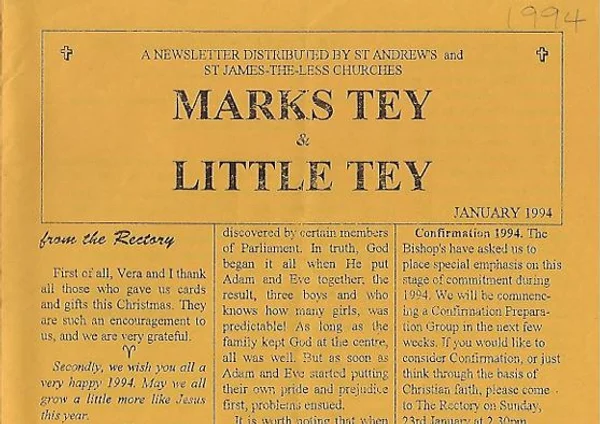 1994
A NEWSLETTER DISTRIBUTED BY ST ANDREW'S and
ST JAMES-THE-LESS CHURCHES
MARKS TEY
&
LITTLE TEY
JANUARY 1994
from the Rectory
First of all, Vera and I thank
all those who gave us cards
and gifts this Christmas. They
are such an encouragement to
us, and we are very grateful.
Secondly, we wish you all a
very happy 1994. May we all
grow a little more like Jesus
this year.
discovered by certain members
of Parliament. In truth, God
began it all when He put
Adam and Eve together, the
result, three boys and who
knows how many girls, was
predictable! As long as the
family kept God at the centre,
all was well. But as soon as
Adam and Eve started putting
their own pride and prejudice
first, problems ensued.
It is worth noting that when
Confirmation 1994. The
Bishop's have asked us to
place special emphasis on this
stage of commitment during
1994. We will be commenc-
ing a Confirmation Prepara-
tion Group in the next few
weeks. If you would like to
consider Confirmation, or just
think through the basis of
Christian faith, please come
to The Rectory on Sunday,
23rd January at 2.30pm